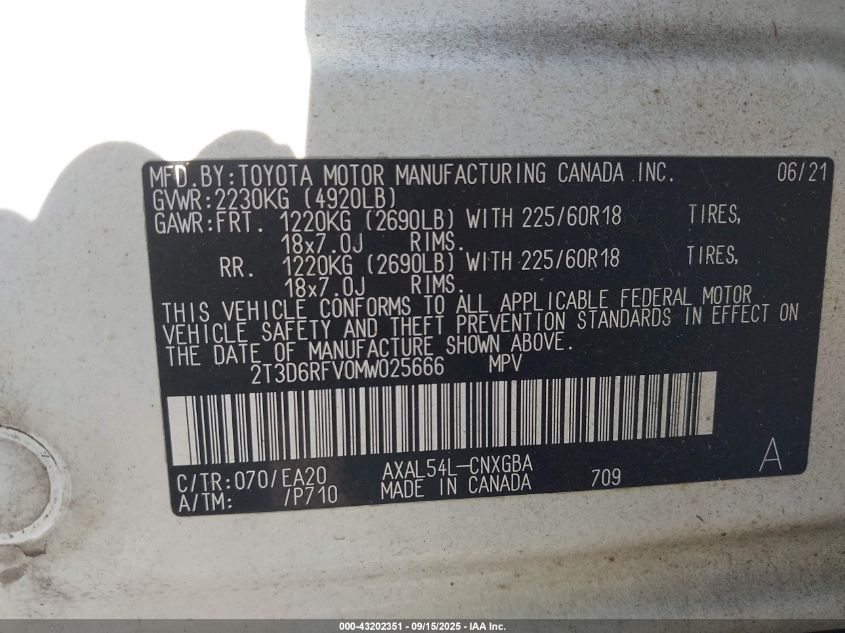 MFD.BY:TOYOTA MOTOR MANUFACTURING CANADA INC. 06/21
GVWR:2230KG (4920LB)
GAWR:FRT. 1220KG (2690LB) WITH 225/60R18 TIRES,
18x7.0J RIMS.
RR. 1220KG (2690LB) WITH 225/60R18 TIRES,
18x7.0J RIMS.
THIS VEHICLE CONFORMS TO ALL APPLICABLE FEDERAL MOTOR
VEHICLE SAFETY AND THEFT PREVENTION STANDARDS IN EFFECT ON
THE DATE OF MANUFACTURE SHOWN ABOVE.
2T3D6RFV0MW025666 MPV
C/TR:070/EA20 AXAL54L-CNXGBA A
A/TM: /P710 MADE IN CANADA 709
000-43202351 - 09/15/2025 - IAA Inc.